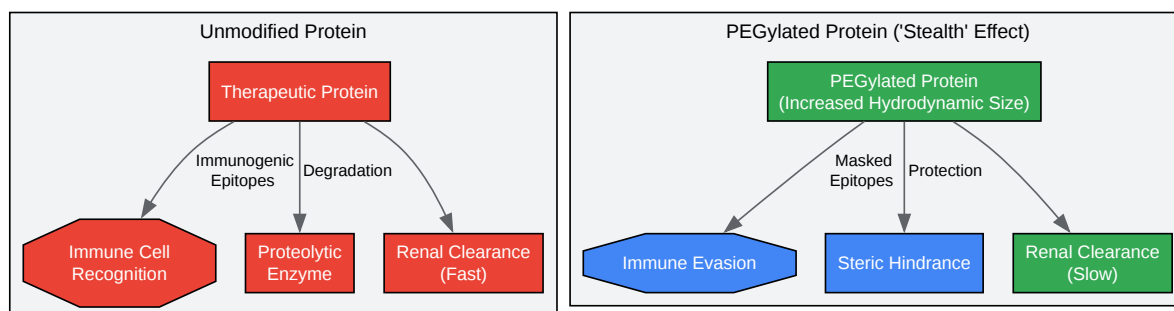 Unmodified Protein
Therapeutic Protein
Immunogenic
Epitopes
Degradation
Immune Cell
Recognition
Proteolytic
Enzyme
Renal Clearance
(Fast)
PEGylated Protein ('Stealth' Effect)
PEGylated Protein
(Increased Hydrodynamic Size)
Masked
Epitopes
Protection
Immune Evasion
Steric Hindrance
Renal Clearance
(Slow)